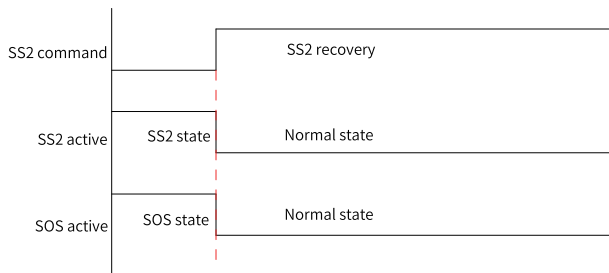 SS2 command
SS2 recovery
SS2 active
SS2 state
Normal state
SOS active
SOS state
Normal state